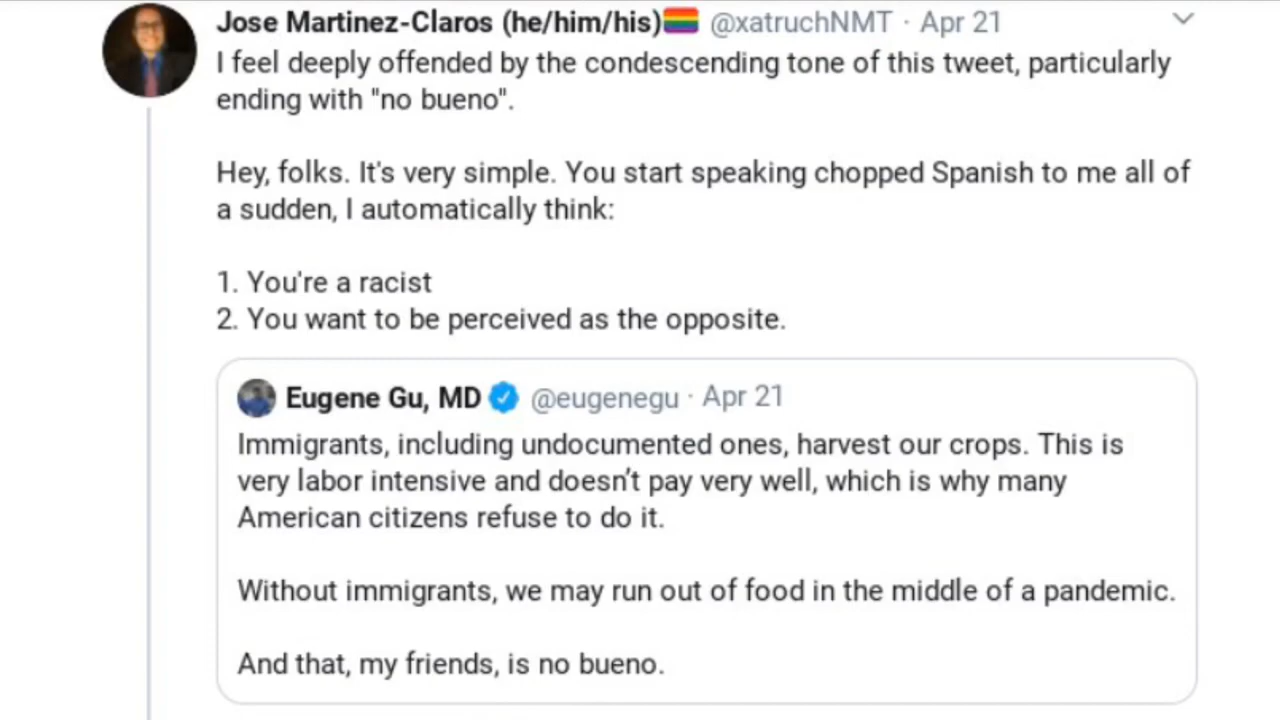 Jose Martinez-Claros (he/him/his)🏳️‍🌈 @xatruchNMT · Apr 21
I feel deeply offended by the condescending tone of this tweet, particularly
ending with "no bueno".
Hey, folks. It's very simple. You start speaking chopped Spanish to me all of
a sudden, I automatically think:
1. You're a racist
2. You want to be perceived as the opposite.
Eugene Gu, MD @eugenegu · Apr 21
Immigrants, including undocumented ones, harvest our crops. This is
very labor intensive and doesn’t pay very well, which is why many
American citizens refuse to do it.
Without immigrants, we may run out of food in the middle of a pandemic.
And that, my friends, is no bueno.